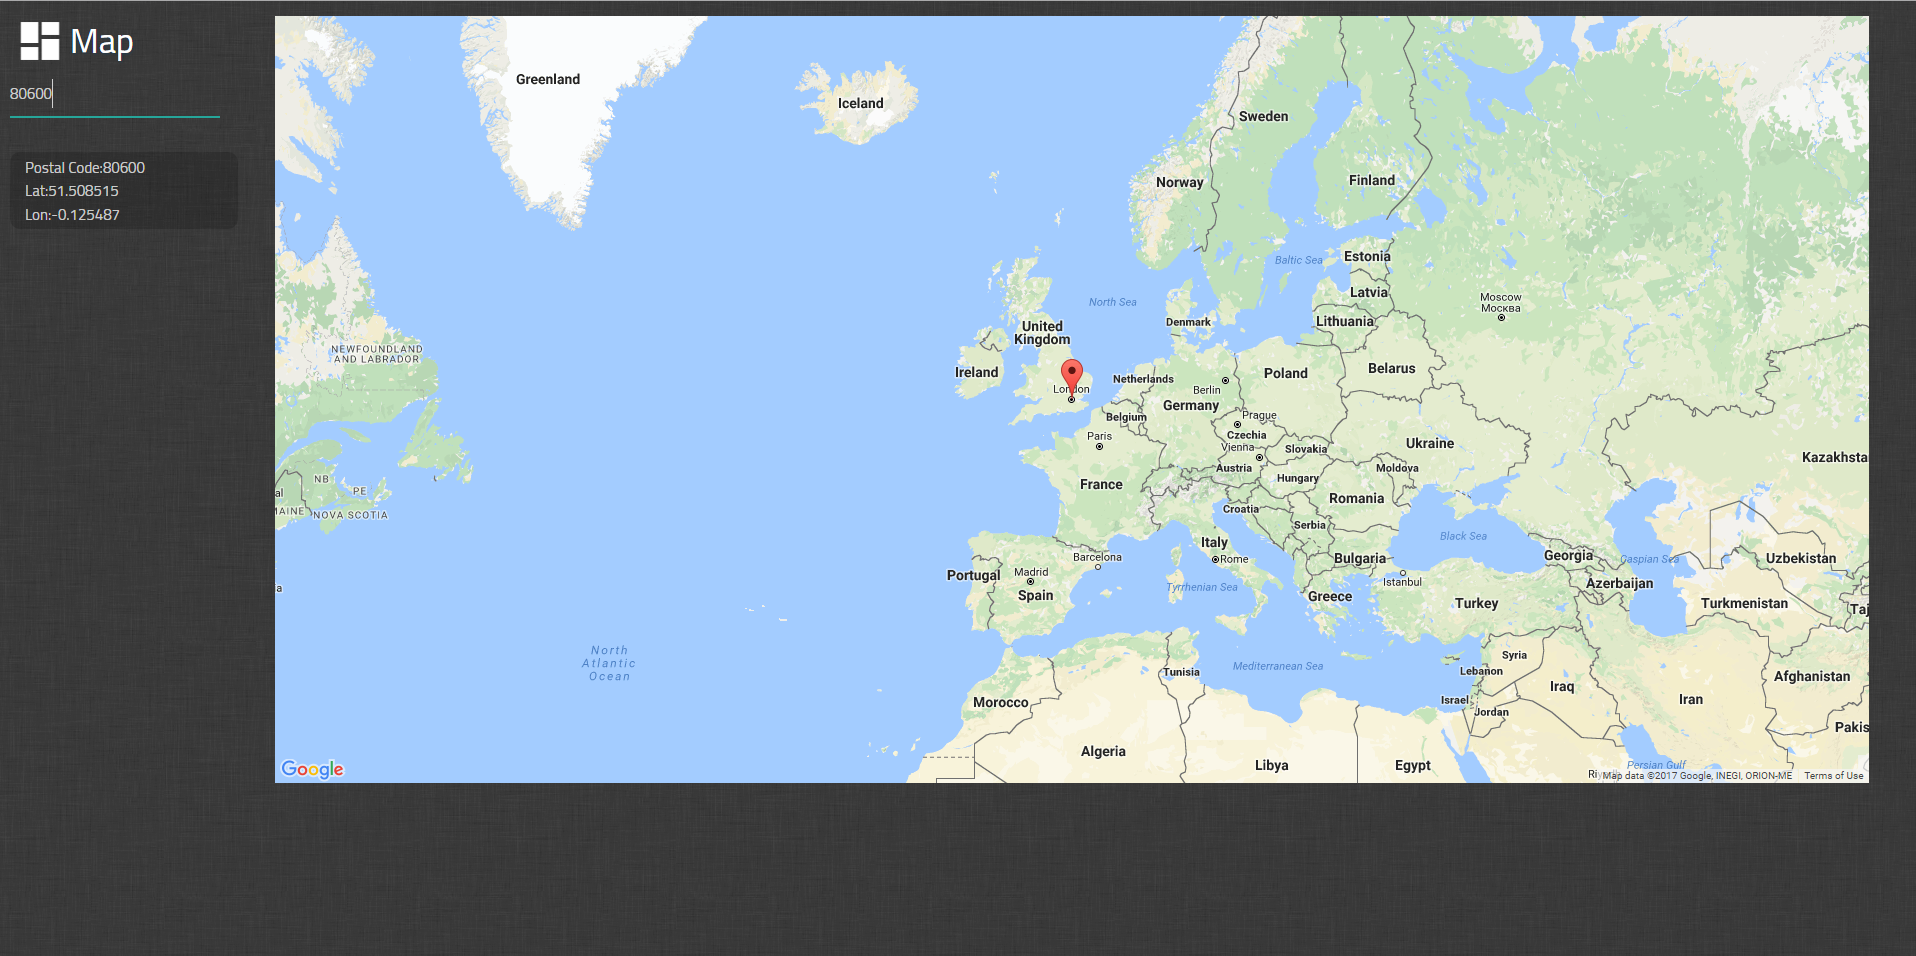 Map
80600
Postal Code:80600
Lat:51.508515
Lon:-0.125487
Greenland
Iceland
Sweden
Norway
Finland
Estonia
Baltic Sea
Latvia
North Sea
Moscow
Москва
Denmark
Lithuania
United
Kingdom
NEWFOUNDLAND
AND LABRADOR
Ireland
Netherlands
Poland
Belarus
London
Berlin
Germany
Belgium
Prague
Paris
Czechia
Vienna
Slovakia
Ukraine
Kazakhsta
Austria
Moldova
NB
Hungary
France
PE
al
Romania
MAINE
NOVA SCOTIA
Croatia
Serbia
Black Sea
Italy
Barcelona
Rome
Bulgaria
Georgia
Caspian Sea
Uzbekistan
Portugal
Madrid
Istanbul
Azerbaijan
a
Tyrrhenian Sea
Spain
Greece
Turkey
Turkmenistan
Taj
North
Atlantic
Ocean
Syria
Mediterranean Sea
Tunisia
Lebanon
Afghanistan
Iraq
Morocco
Israel
Iran
Jordan
Pakis
Algeria
Libya
Egypt
Persian Gulf
Google
Ri
Map data ©2017 Google, INEGI, ORION-ME
Terms of Use